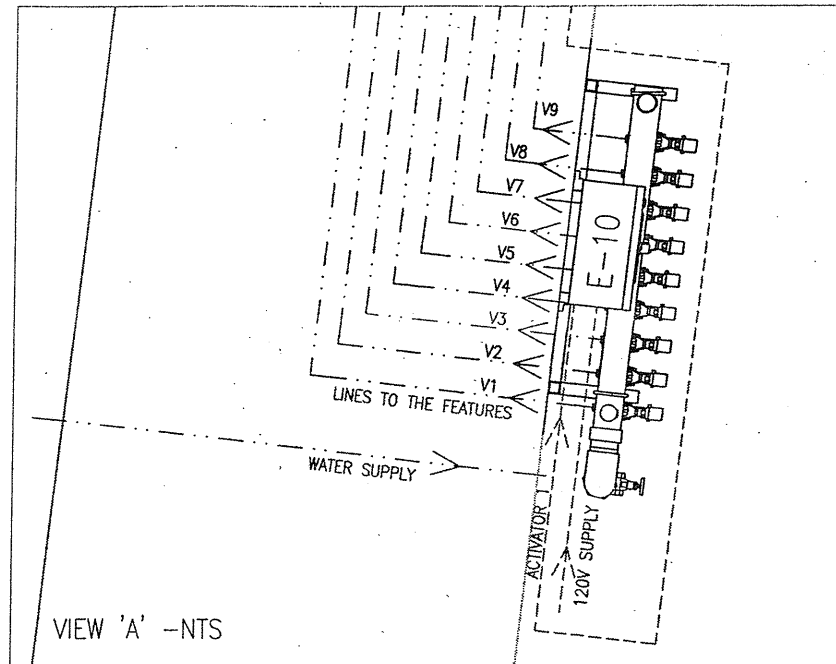 V9
V8
V7
V6
V5
V4
V3
V2
V1
E-10
LINES TO THE FEATURES
WATER SUPPLY
ACTIVATOR
120V SUPPLY
VIEW 'A' -NTS